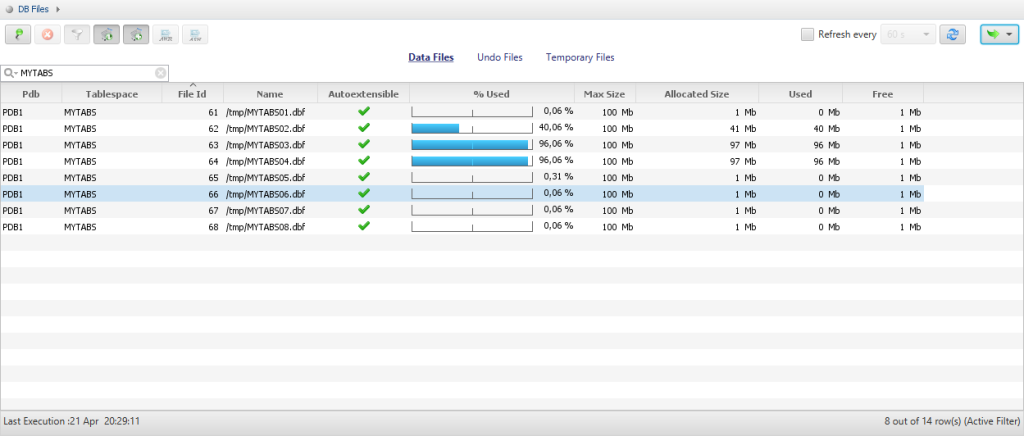 DB Files
Refresh every 60 s
Data Files Undo Files Temporary Files
MYTABS
Pdb Tablespace File Id Name Autoextensible % Used Max Size Allocated Size Used Free
PDB1 MYTABS 61 /tmp/MYTABS01.dbf 0,06 % 100 Mb 1 Mb 0 Mb 1 Mb
PDB1 MYTABS 62 /tmp/MYTABS02.dbf 40,06 % 100 Mb 41 Mb 40 Mb 1 Mb
PDB1 MYTABS 63 /tmp/MYTABS03.dbf 96,06 % 100 Mb 97 Mb 96 Mb 1 Mb
PDB1 MYTABS 64 /tmp/MYTABS04.dbf 96,06 % 100 Mb 97 Mb 96 Mb 1 Mb
PDB1 MYTABS 65 /tmp/MYTABS05.dbf 0,31 % 100 Mb 1 Mb 0 Mb 1 Mb
PDB1 MYTABS 66 /tmp/MYTABS06.dbf 0,06 % 100 Mb 1 Mb 0 Mb 1 Mb
PDB1 MYTABS 67 /tmp/MYTABS07.dbf 0,06 % 100 Mb 1 Mb 0 Mb 1 Mb
PDB1 MYTABS 68 /tmp/MYTABS08.dbf 0,06 % 100 Mb 1 Mb 0 Mb 1 Mb
Last Execution :21 Apr 20:29:11
8 out of 14 row(s) (Active Filter)